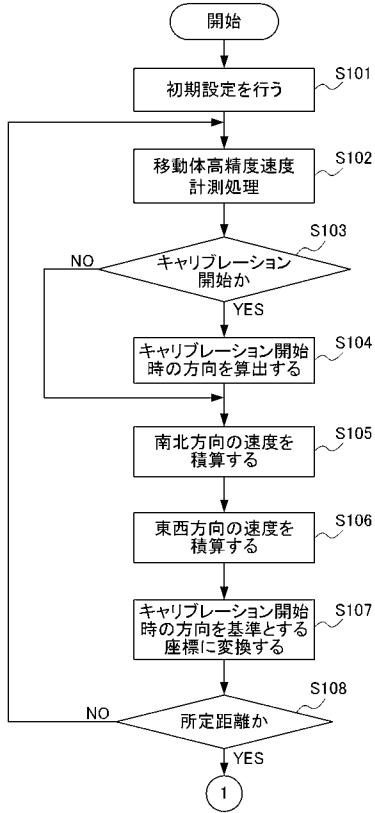 開始
初期設定を行う
S101
移動体高精度速度
計測処理
S102
キャリブレーション
開始か
S103
NO
YES
キャリブレーション開始
時の方向を算出する
S104
南北方向の速度を
積算する
S105
東西方向の速度を
積算する
S106
キャリブレーション開始
時の方向を基準とする
座標に変換する
S107
所定距離か
S108
NO
YES
1